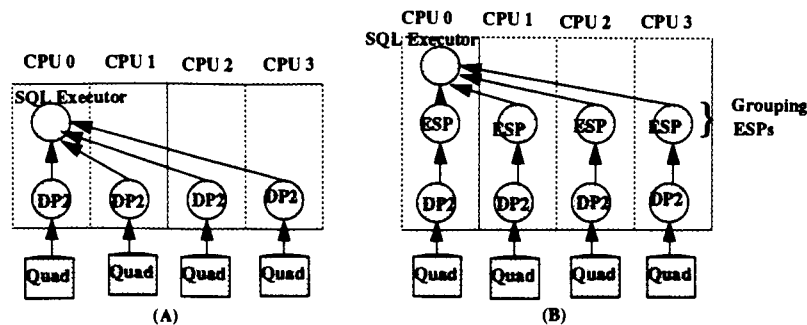 CPU 0 CPU 1 CPU 2 CPU 3
SQL Executor
DP2 DP2 DP2 DP2
Quad Quad Quad Quad
(A)
CPU 0 CPU 1 CPU 2 CPU 3
SQL Executor
ESP ESP ESP ESP
Grouping
ESPs
DP2 DP2 DP2 DP2
Quad Quad Quad Quad
(B)